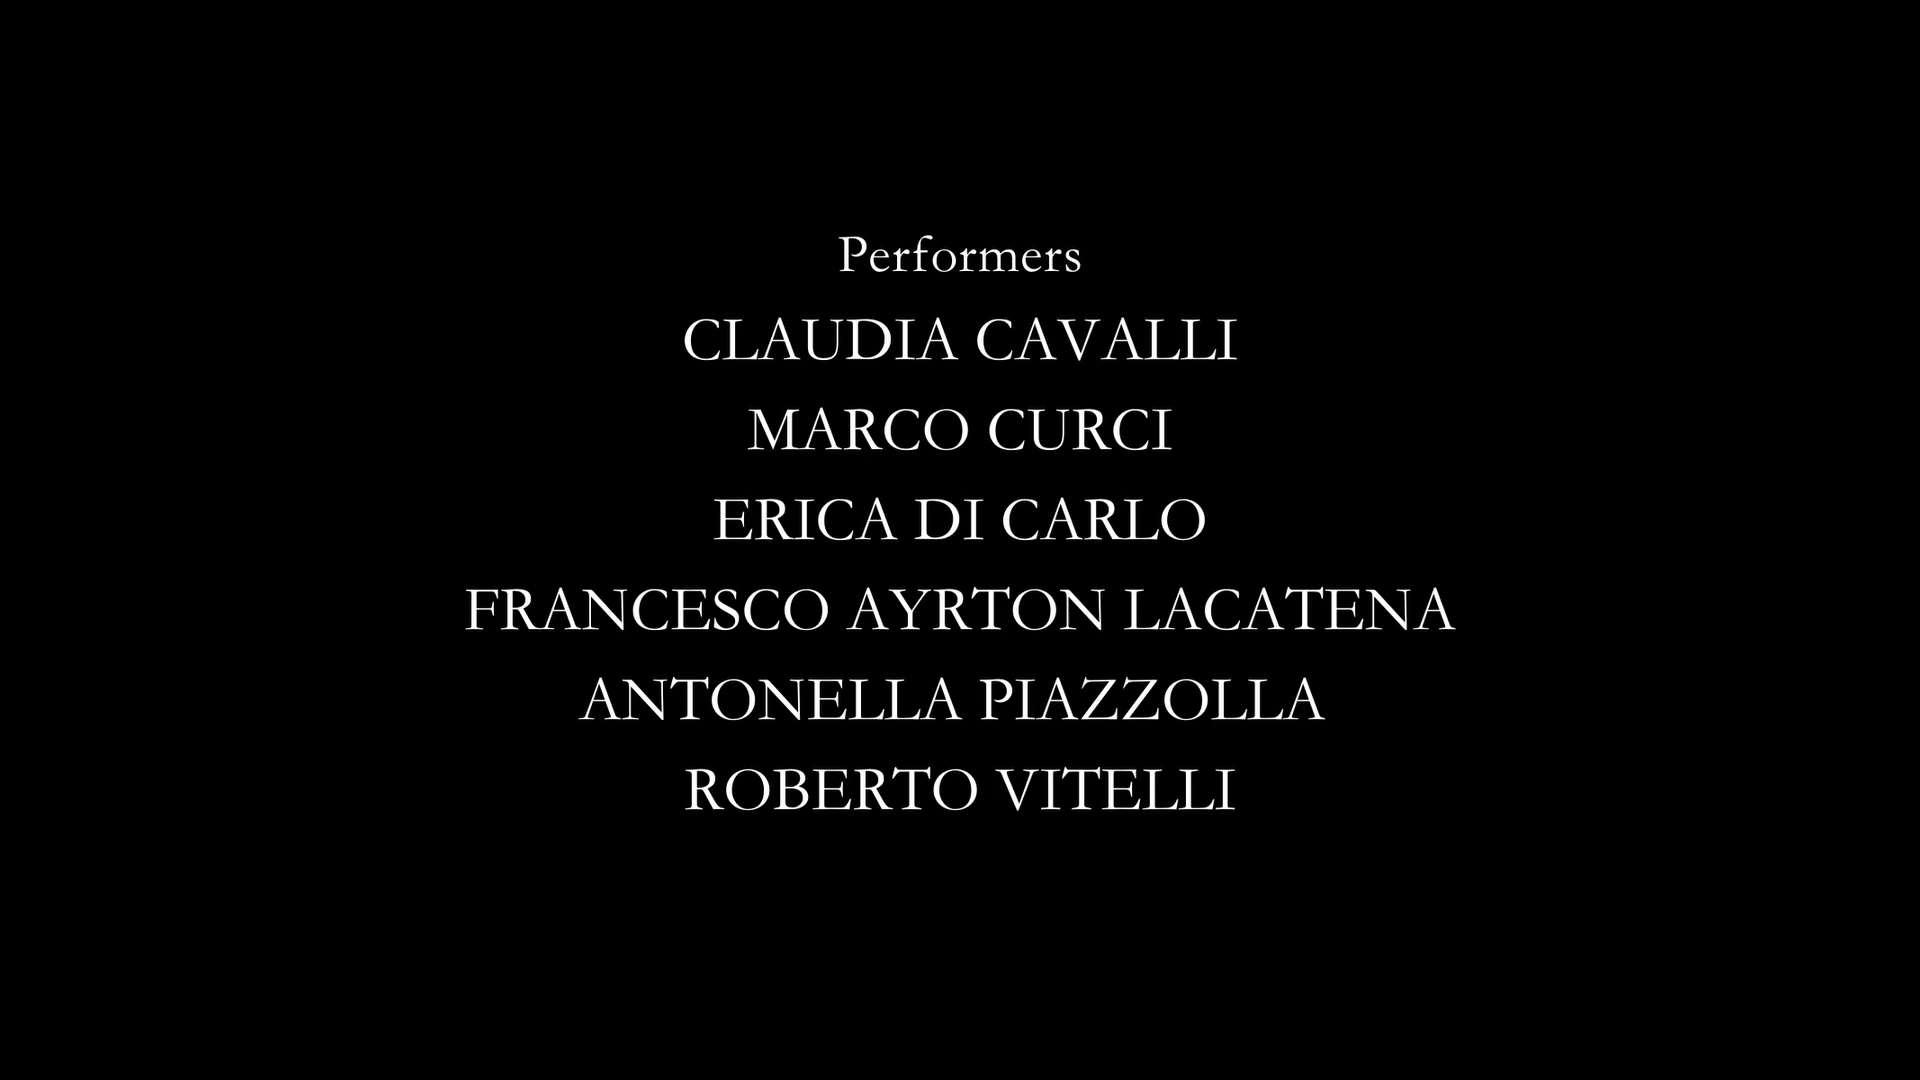 Performers
CLAUDIA CAVALLI
MARCO CURCI
ERICA DI CARLO
FRANCESCO AYRTON LACATENA
ANTONELLA PIAZZOLLA
ROBERTO VITELLI